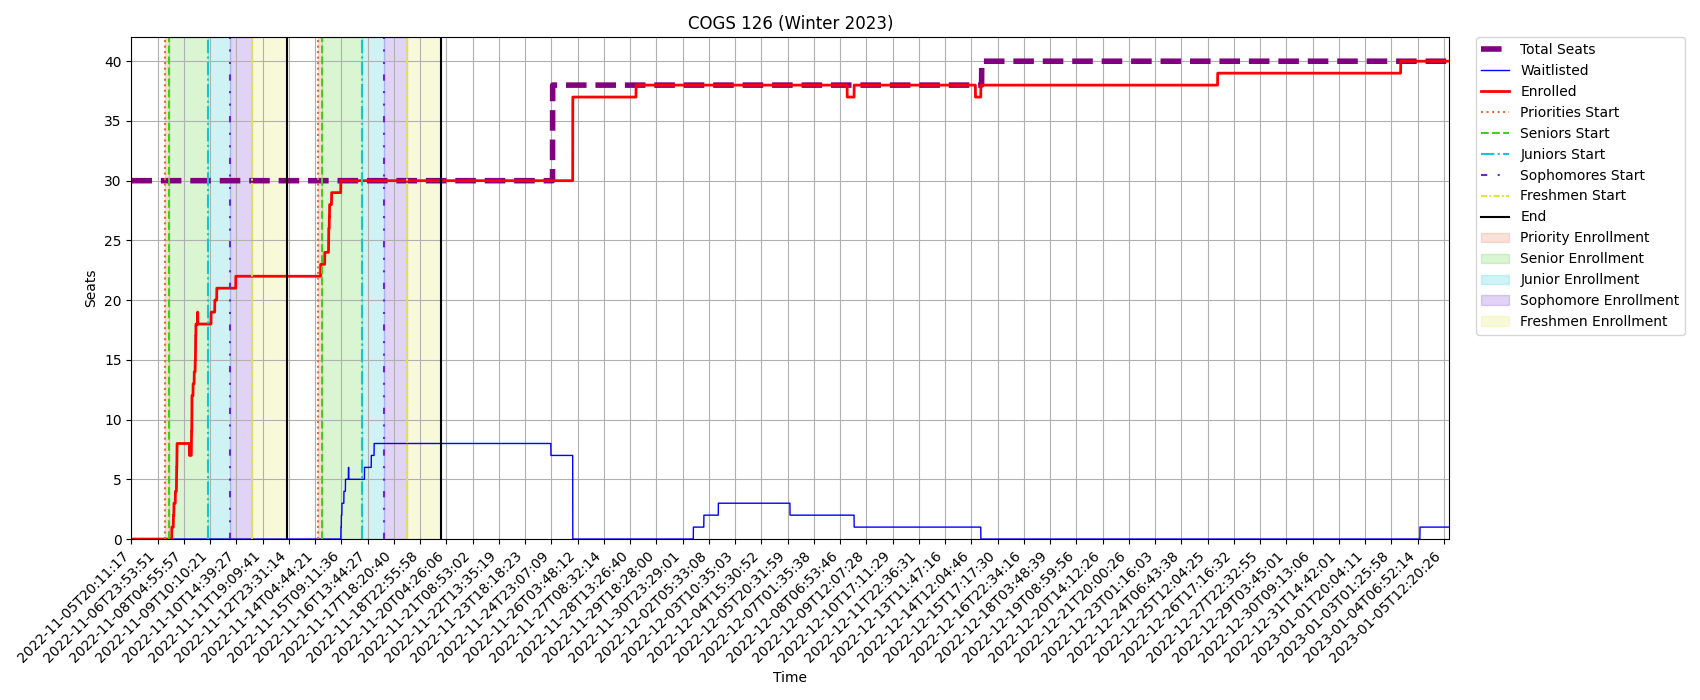 COGS 126 (Winter 2023)
Seats
40
35
30
25
20
15
10
5
0
2022-11-05T20:11:17
2022-11-06T23:53:51
2022-11-08T04:55:57
2022-11-09T10:10:21
2022-11-10T14:39:27
2022-11-11T19:09:41
2022-11-12T23:31:14
2022-11-14T04:44:21
2022-11-15T09:11:36
2022-11-16T13:44:27
2022-11-17T18:20:40
2022-11-18T22:55:58
2022-11-20T04:26:06
2022-11-21T08:53:02
2022-11-22T13:35:19
2022-11-23T18:18:23
2022-11-24T23:07:09
2022-11-26T03:48:12
2022-11-27T08:32:14
2022-11-28T13:26:40
2022-11-29T18:28:00
2022-11-30T23:29:01
2022-12-02T05:33:08
2022-12-03T10:35:03
2022-12-04T15:30:52
2022-12-05T20:31:59
2022-12-07T01:35:38
2022-12-08T06:53:46
2022-12-09T12:07:28
2022-12-10T17:11:29
2022-12-11T22:36:31
2022-12-13T11:47:16
2022-12-14T12:04:46
2022-12-15T17:17:30
2022-12-16T22:34:16
2022-12-18T03:48:39
2022-12-19T08:59:56
2022-12-20T14:12:26
2022-12-21T20:00:26
2022-12-23T01:16:03
2022-12-24T06:43:38
2022-12-25T12:04:25
2022-12-26T17:16:32
2022-12-27T22:32:55
2022-12-29T03:45:01
2022-12-30T09:13:06
2022-12-31T14:42:01
2023-01-01T20:04:11
2023-01-03T01:25:58
2023-01-04T06:52:14
2023-01-05T12:20:26
Time
Total Seats
Waitlisted
Enrolled
Priorities Start
Seniors Start
Juniors Start
Sophomores Start
Freshmen Start
End
Priority Enrollment
Senior Enrollment
Junior Enrollment
Sophomore Enrollment
Freshmen Enrollment